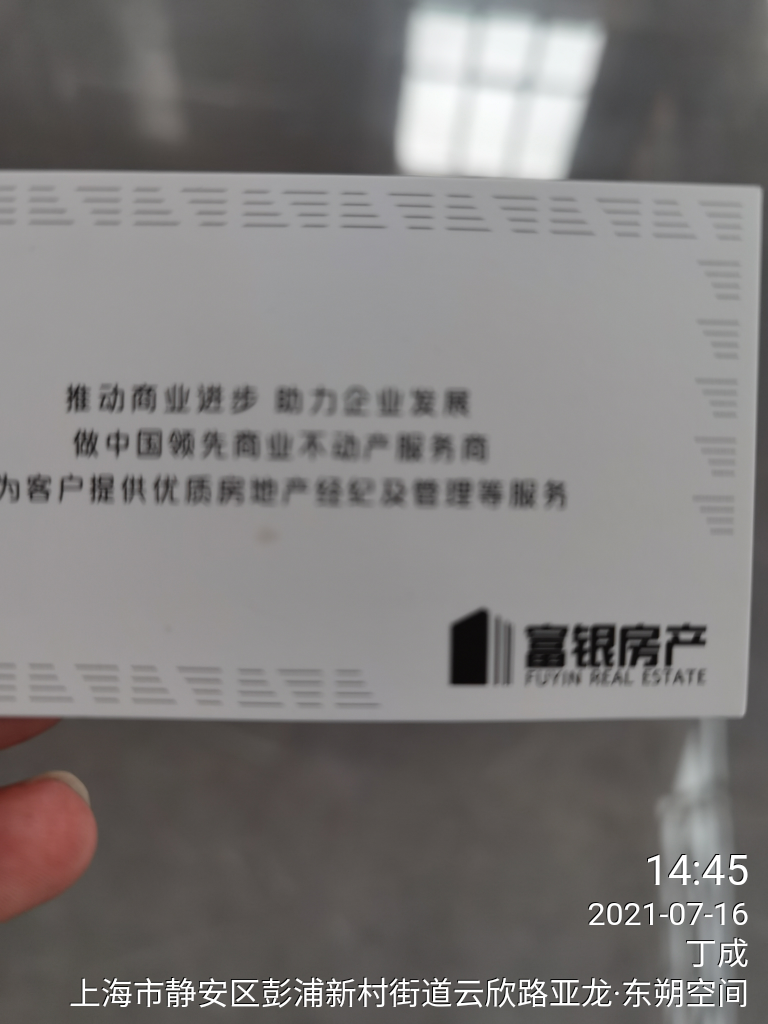 推动商业进步 助力企业发展
做中国领先商业不动产服务商
为客户提供优质房地产经纪及管理等服务
富银房产
FUYIN REAL ESTATE
14:45
2021-07-16
丁成
上海市静安区彭浦新村街道云欣路亚龙·东朔空间